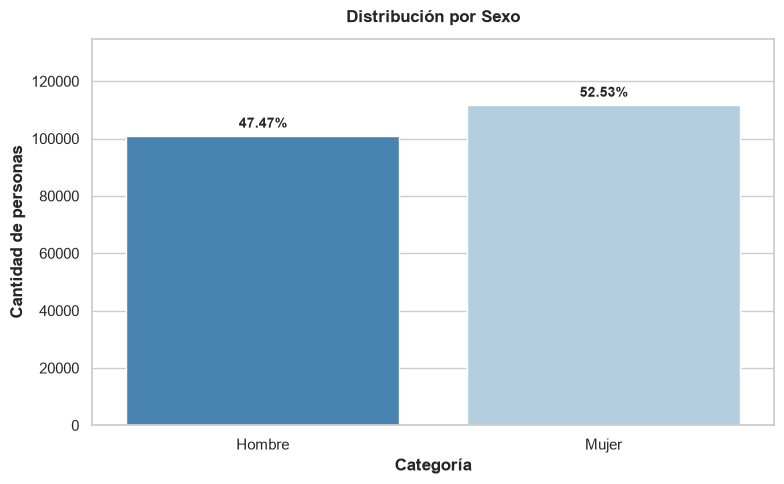 Distribución por Sexo
Cantidad de personas
120000
100000
80000
60000
40000
20000
0
47.47%
52.53%
Hombre
Mujer
Categoría